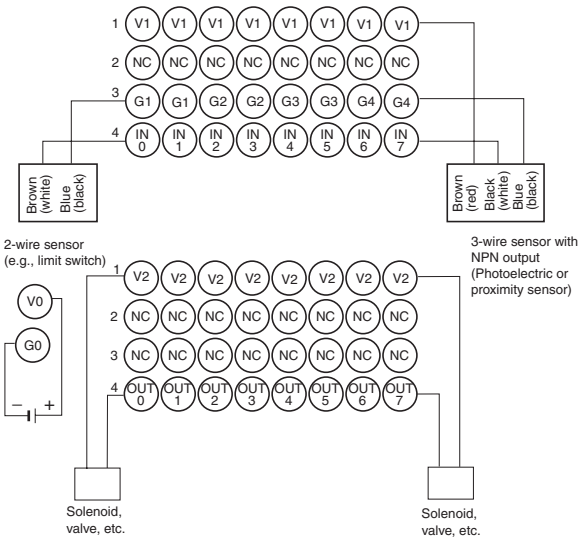 1 V1 V1 V1 V1 V1 V1 V1 V1
2 NC NC NC NC NC NC NC NC
3 G1 G1 G2 G2 G3 G3 G4 G4
4 IN 0 IN 1 IN 2 IN 3 IN 4 IN 5 IN 6 IN 7
Brown (white)
Blue (black)
Brown (red)
Black (white)
Blue (black)
2-wire sensor
(e.g., limit switch)
3-wire sensor with
NPN output
(Photoelectric or
proximity sensor)
1 V2 V2 V2 V2 V2 V2 V2 V2
2 NC NC NC NC NC NC NC NC
3 NC NC NC NC NC NC NC NC
4 OUT 0 OUT 1 OUT 2 OUT 3 OUT 4 OUT 5 OUT 6 OUT 7
V0
G0
− +
Solenoid,
valve, etc.
Solenoid,
valve, etc.